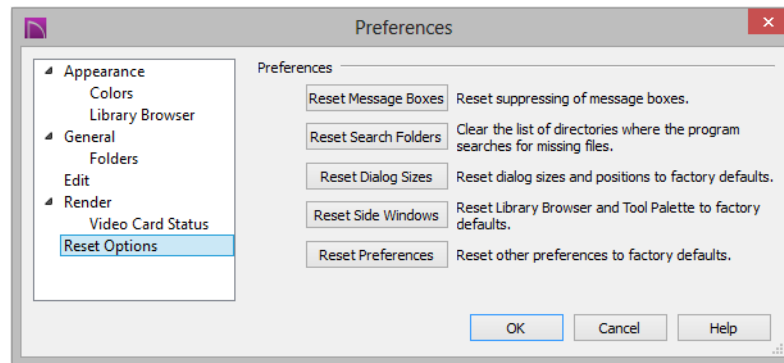 Preferences
Appearance
Colors
Library Browser
General
Folders
Edit
Render
Video Card Status
Reset Options
Preferences
Reset Message Boxes Reset suppressing of message boxes.
Reset Search Folders Clear the list of directories where the program
searches for missing files.
Reset Dialog Sizes Reset dialog sizes and positions to factory defaults.
Reset Side Windows Reset Library Browser and Tool Palette to factory
defaults.
Reset Preferences Reset other preferences to factory defaults.
OK Cancel Help